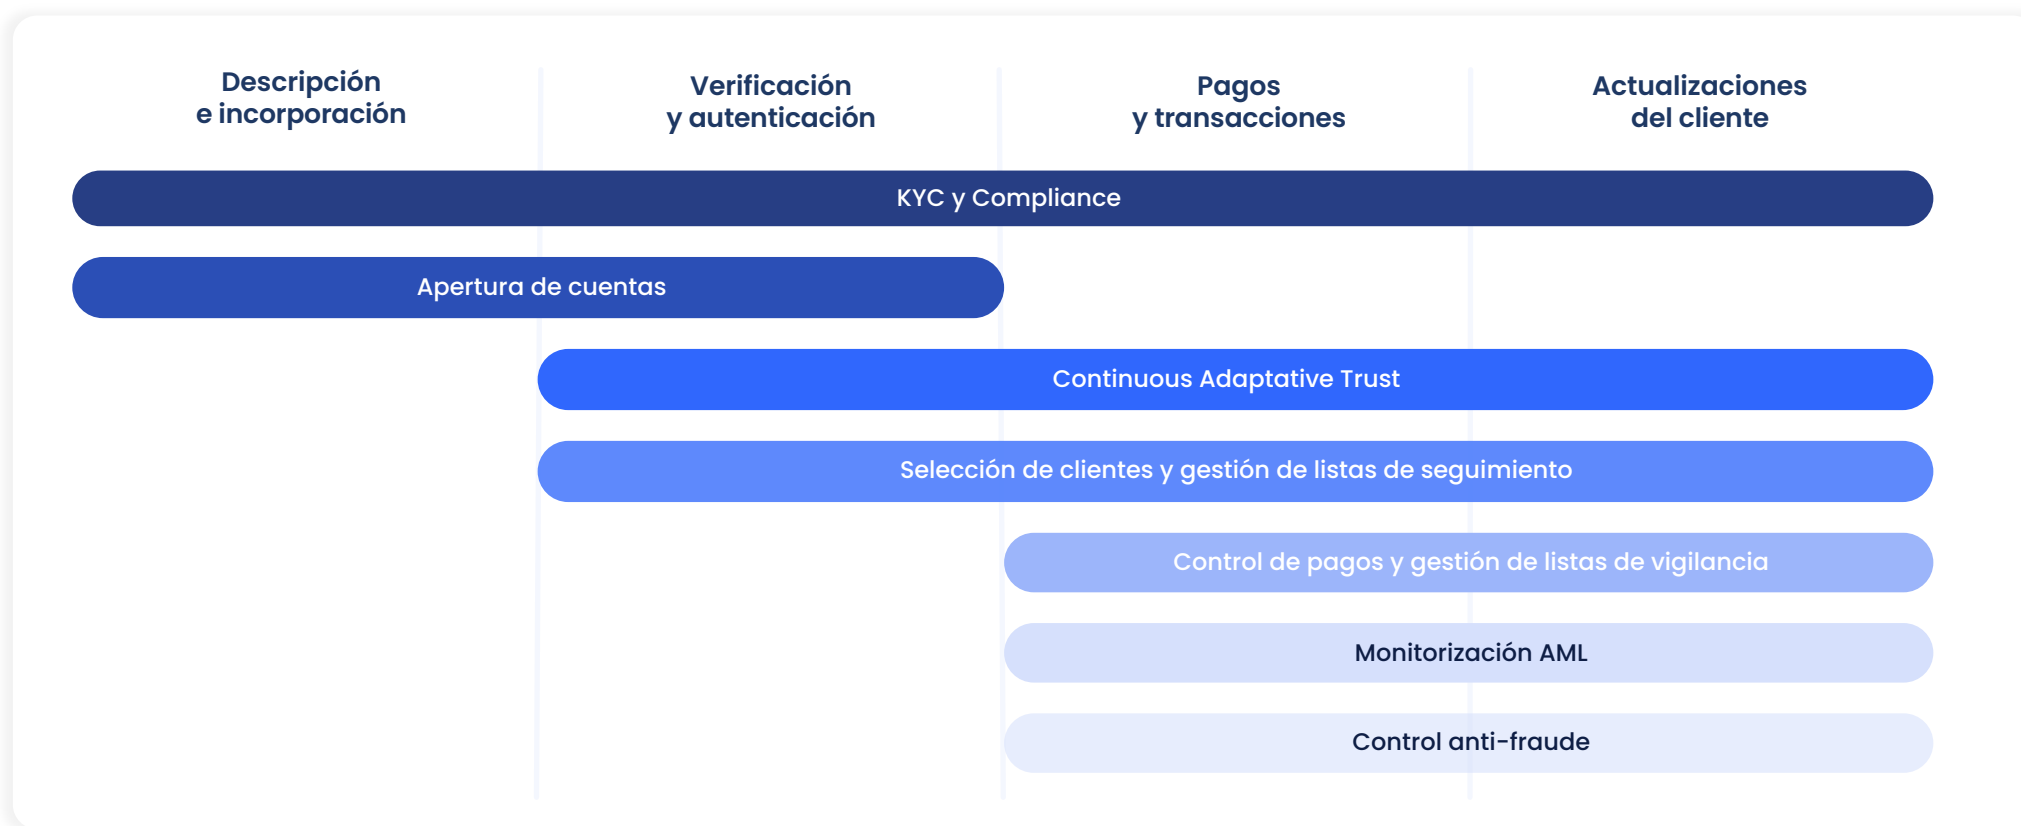 Descripción
e incorporación
Verificación
y autenticación
Pagos
y transacciones
Actualizaciones
del cliente
KYC y Compliance
Apertura de cuentas
Continuous Adaptative Trust
Selección de clientes y gestión de listas de seguimiento
Control de pagos y gestión de listas de vigilancia
Monitorización AML
Control anti-fraude